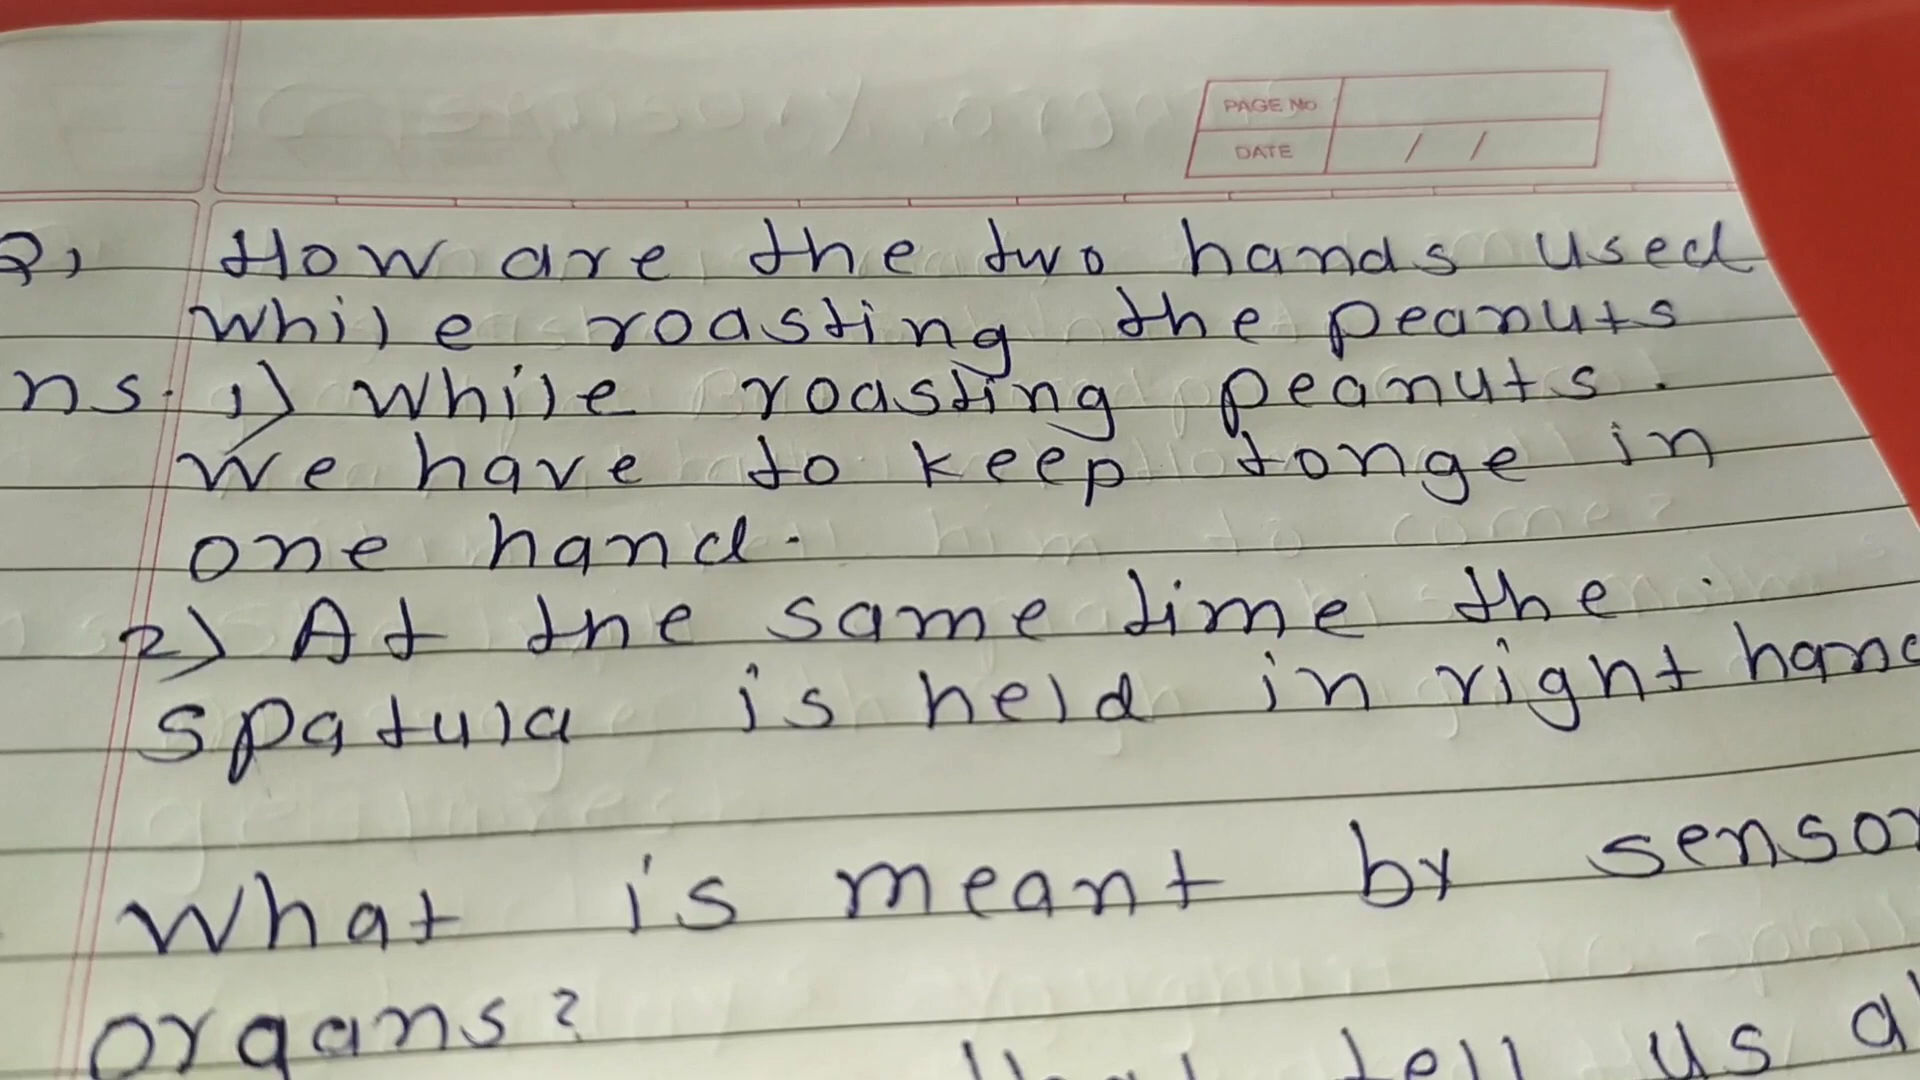 PAGE NO
DATE / /
Q, How are the two hands used
while roasting the peanuts
ns. 1) while roasting peanuts.
we have to keep tonge in
one hand.
2) At the same time the
spatula is held in right hand
What is meant by sensor
organs?
tell us a